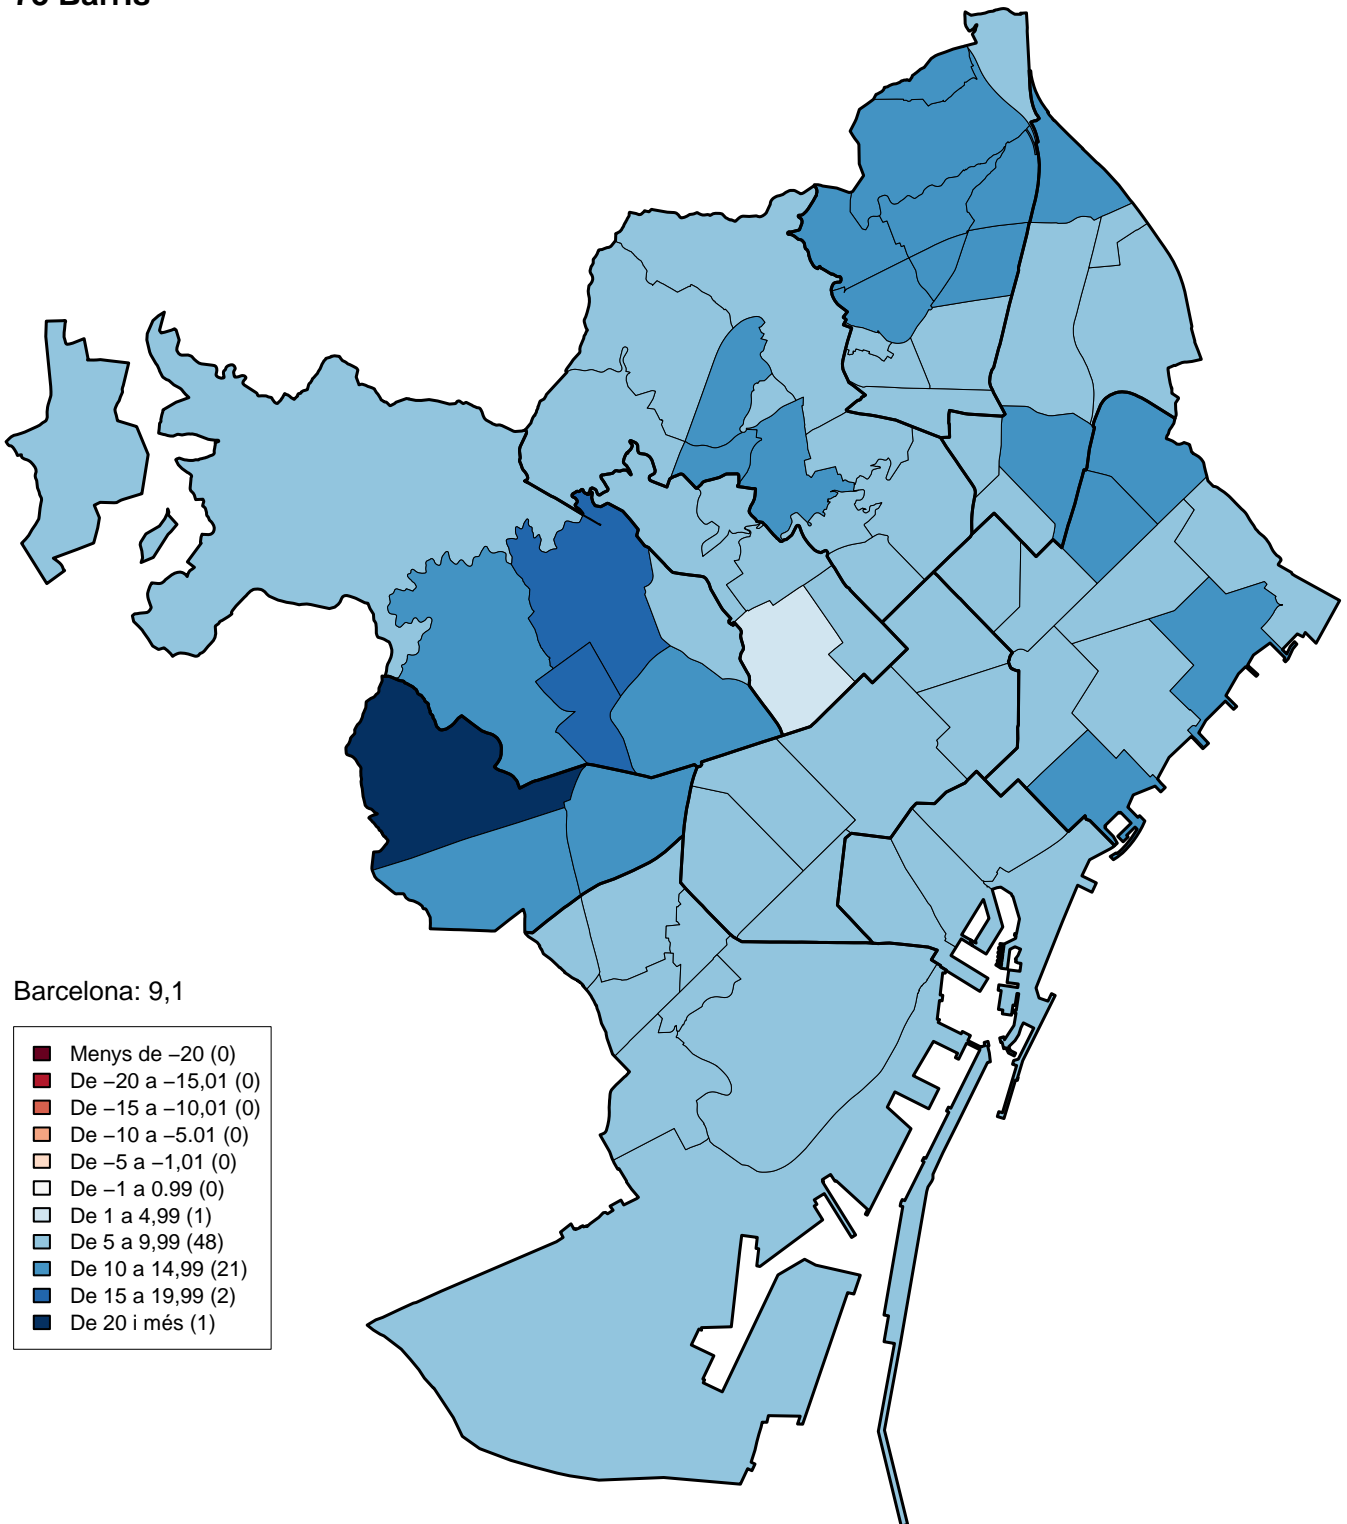 Barris
Barcelona: 9,1
Menys de −20 (0)
De −20 a −15,01 (0)
De −15 a −10,01 (0)
De −10 a −5.01 (0)
De −5 a −1,01 (0)
De −1 a 0.99 (0)
De 1 a 4,99 (1)
De 5 a 9,99 (48)
De 10 a 14,99 (21)
De 15 a 19,99 (2)
De 20 i més (1)